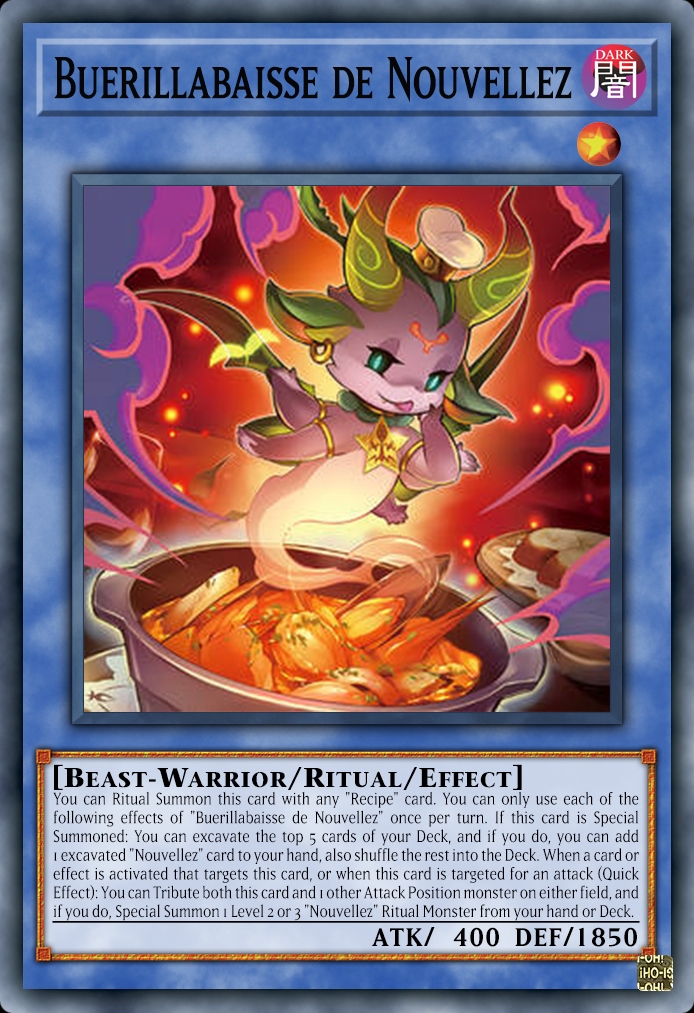 BUERILLABAISSE DE NOUVELLEZ
DARK
闇
[BEAST-WARRIOR/RITUAL/EFFECT]
You can Ritual Summon this card with any "Recipe" card. You can only use each of the
following effects of "Buerillabaisse de Nouvellez" once per turn. If this card is Special
Summoned: You can excavate the top 5 cards of your Deck, and if you do, you can add
1 excavated "Nouvellez" card to your hand, also shuffle the rest into the Deck. When a card or
effect is activated that targets this card, or when this card is targeted for an attack (Quick
Effect): You can Tribute both this card and 1 other Attack Position monster on either field, and
if you do, Special Summon 1 Level 2 or 3 "Nouvellez" Ritual Monster from your hand or Deck.
ATK/ 400 DEF/1850